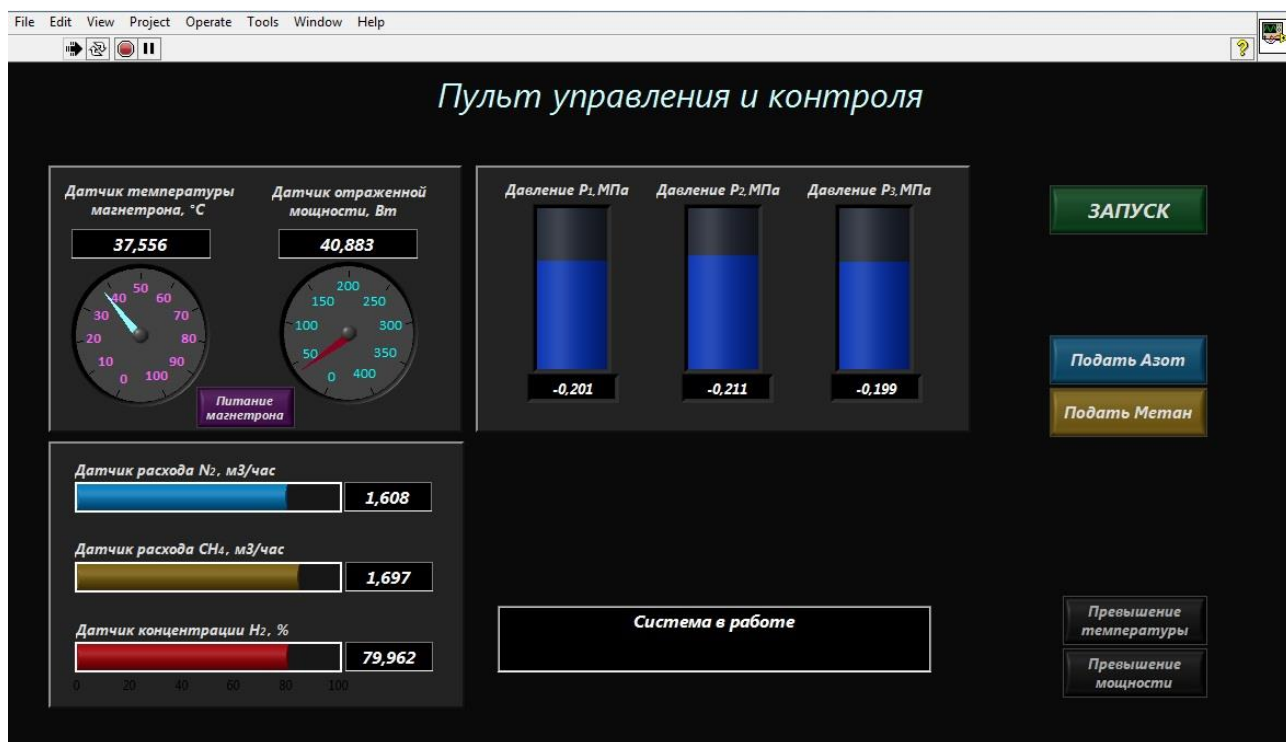 File Edit View Project Operate Tools Window Help
Пульт управления и контроля
Датчик температуры
магнетрона, °C
37,556
0 10 20 30 40 50 60 70 80 90 100
Датчик отраженной
мощности, Вт
40,883
0 50 100 150 200 250 300 350 400
Питание
магнетрона
Давление P1, МПа
-0,201
Давление P2, МПа
-0,211
Давление P3, МПа
-0,199
ЗАПУСК
Подать Азот
Подать Метан
Датчик расхода N2, м3/час
1,608
Датчик расхода CH4, м3/час
1,697
Датчик концентрации H2, %
79,962
0 20 40 60 80 100
Система в работе
Превышение
температуры
Превышение
мощности